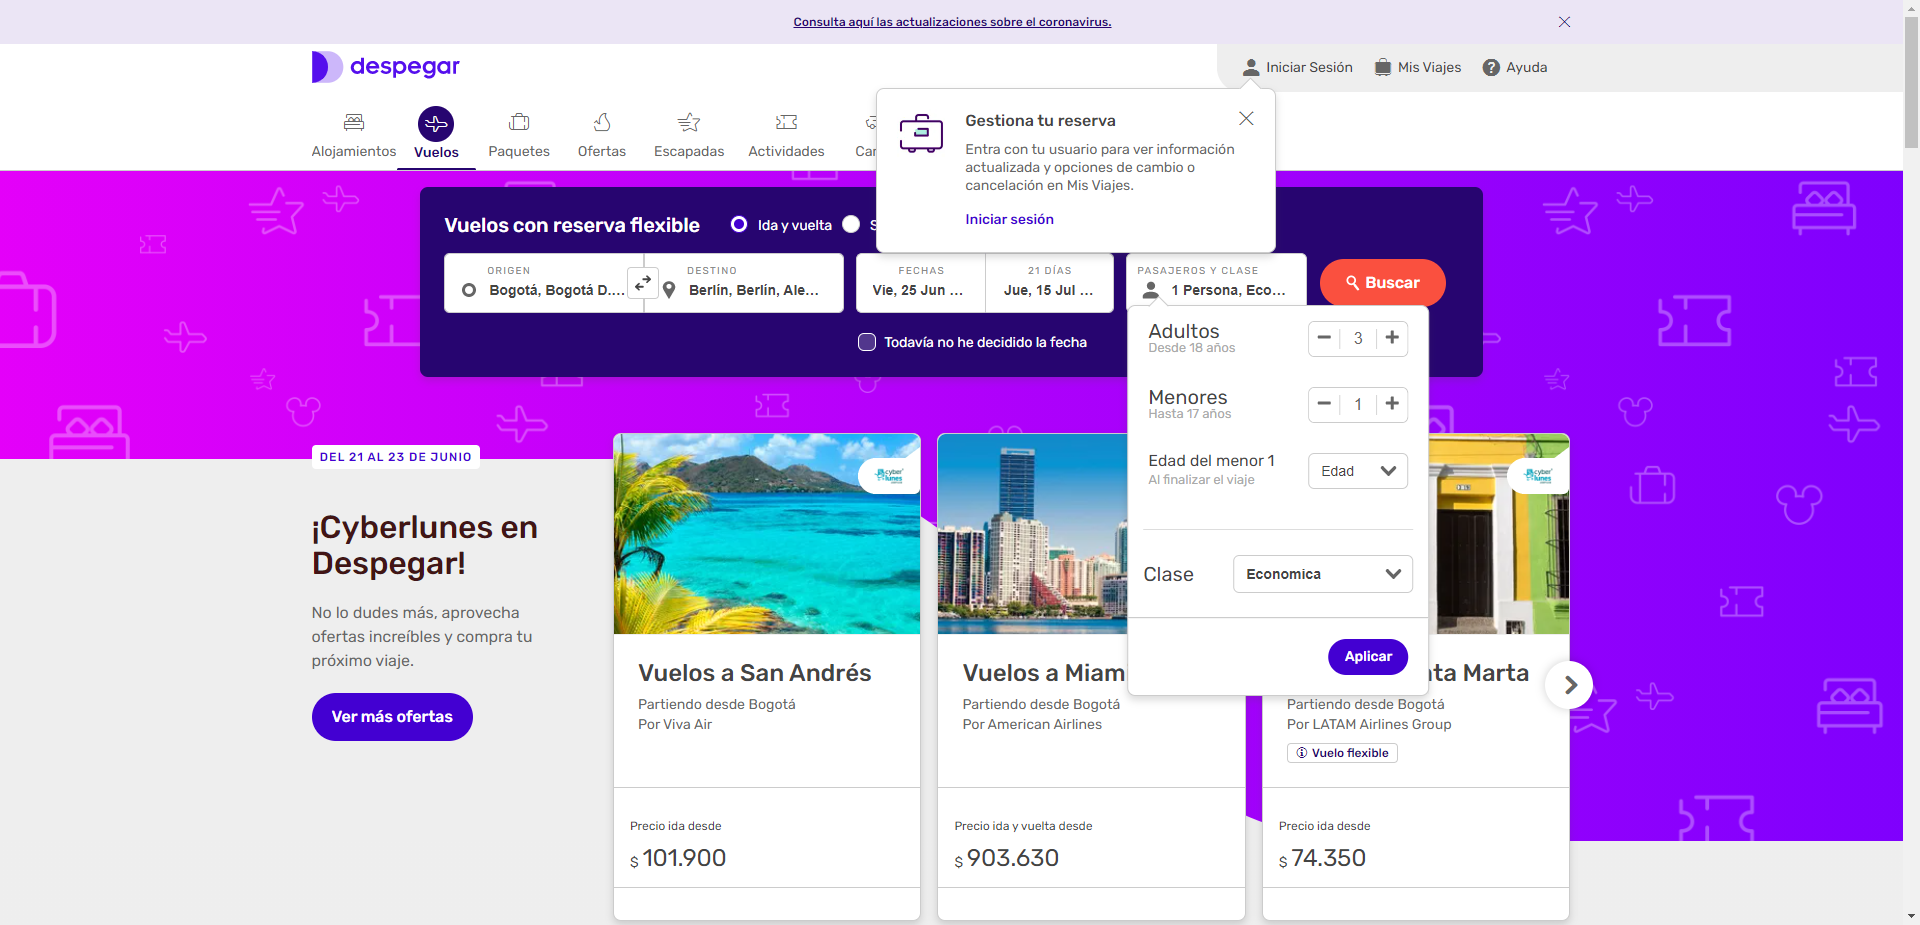 Consulta aquí las actualizaciones sobre el coronavirus.
despegar
Iniciar Sesión
Mis Viajes
Ayuda
Alojamientos
Vuelos
Paquetes
Ofertas
Escapadas
Actividades
Gestiona tu reserva
Entra con tu usuario para ver información
actualizada y opciones de cambio o
cancelación en Mis Viajes.
Iniciar sesión
Vuelos con reserva flexible
Ida y vuelta
ORIGEN
Bogotá, Bogotá D....
DESTINO
Berlín, Berlín, Ale...
FECHAS
Vie, 25 Jun ...
21 DÍAS
Jue, 15 Jul ...
PASAJEROS Y CLASE
1 Persona, Eco...
Buscar
Todavía no he decidido la fecha
Adultos
Desde 18 años
3
Menores
Hasta 17 años
1
Edad del menor 1
Al finalizar el viaje
Edad
Clase
Economica
Aplicar
DEL 21 AL 23 DE JUNIO
¡Cyberlunes en
Despegar!
No lo dudes más, aprovecha
ofertas increíbles y compra tu
próximo viaje.
Ver más ofertas
cyber
lunes
Vuelos a San Andrés
Partiendo desde Bogotá
Por Viva Air
Precio ida desde
$ 101.900
Vuelos a Miam
Partiendo desde Bogotá
Por American Airlines
Precio ida y vuelta desde
$ 903.630
cyber
lunes
ta Marta
Partiendo desde Bogotá
Por LATAM Airlines Group
Vuelo flexible
Precio ida desde
$ 74.350